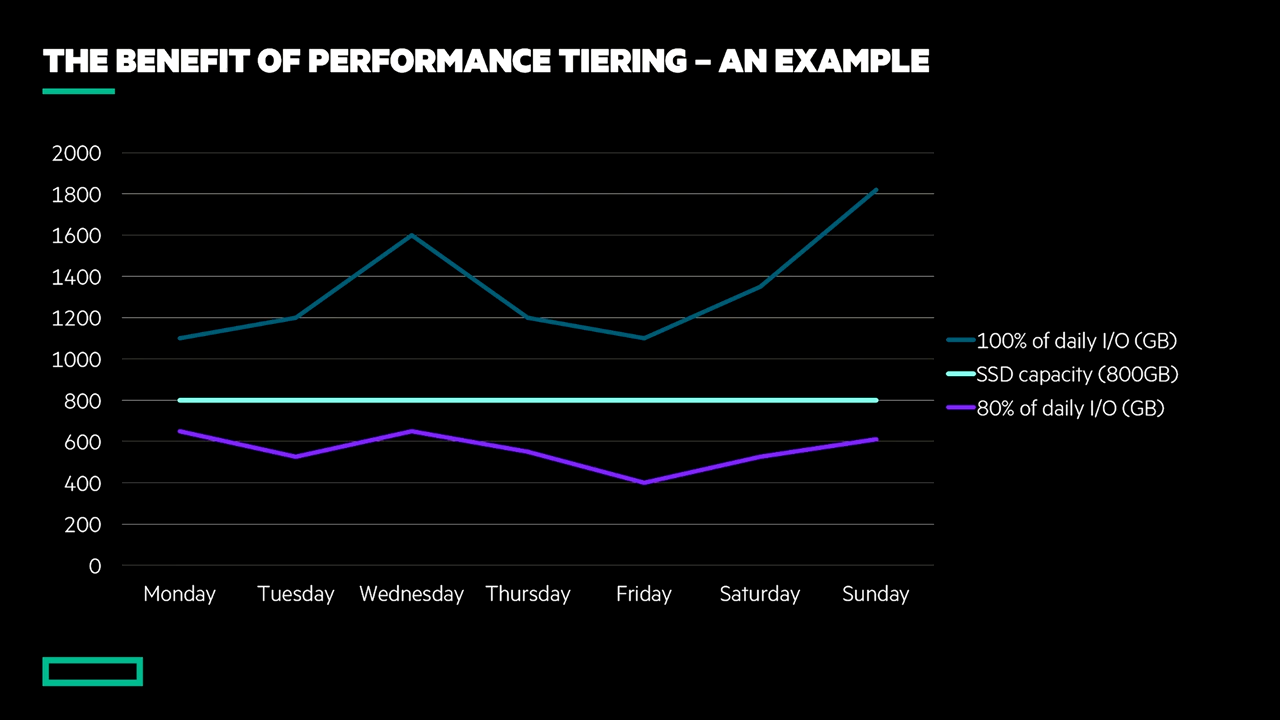 THE BENEFIT OF PERFORMANCE TIERING – AN EXAMPLE
2000
1800
1600
1400
1200
1000
800
600
400
200
0
Monday Tuesday Wednesday Thursday Friday Saturday Sunday
100% of daily I/O (GB)
SSD capacity (800GB)
80% of daily I/O (GB)